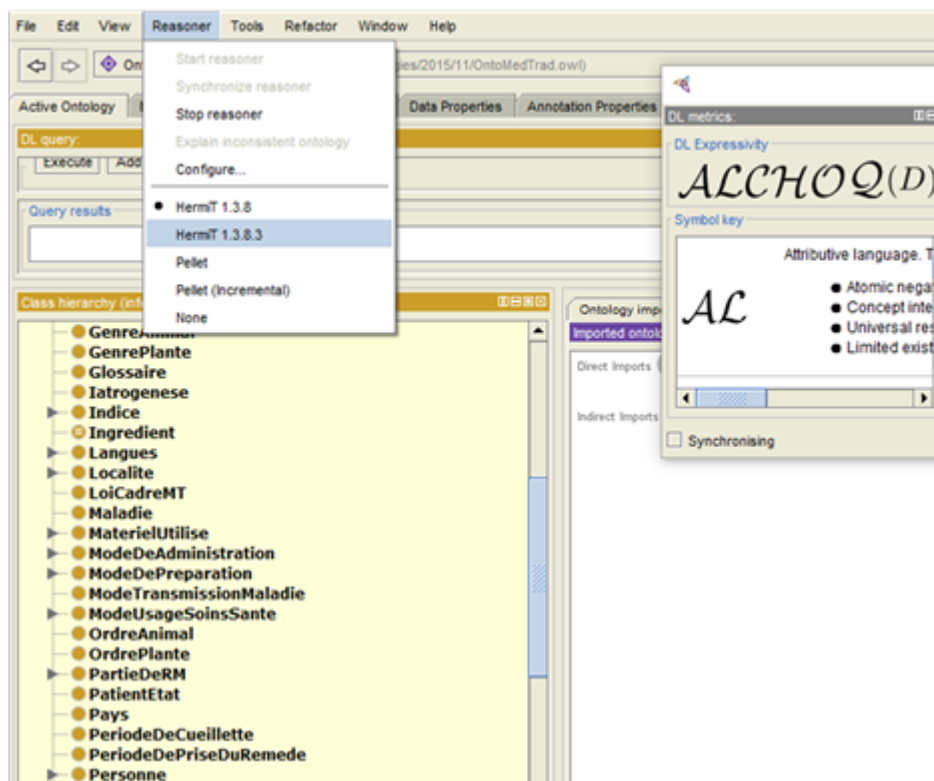 File Edit View Reasoner Tools Refactor Window Help
Start reasoner
Synchronize reasoner
Stop reasoner
Explain inconsistent ontology
Configure...
HermiT 1.3.8
HermiT 1.3.8.3
Pellet
Pellet (Incremental)
None
gies/2015/11/OntoMedTrad.owl)
Active Ontology Data Properties Annotation Properties
DL query:
Execute Add
Query results
Class hierarchy (inf
GenreAnimal
GenrePlante
Glossaire
Iatrogenese
Indice
Ingredient
Langues
Localite
LoiCadreMT
Maladie
MaterielUtilise
ModeDeAdministration
ModeDePreparation
ModeTransmissionMaladie
ModeUsageSoinsSante
OrdreAnimal
OrdrePlante
PartieDeRM
PatientEtat
Pays
PeriodeDeCueillette
PeriodeDePriseDuRemede
Personne
Ontology imp
Imported ontol
Direct Imports
Indirect Imports
DL metrics:
DL Expressivity
ALCHOQ(D)
Symbol key
Attributive language. T
AL
Atomic negat
Concept inte
Universal res
Limited exist
Synchronising